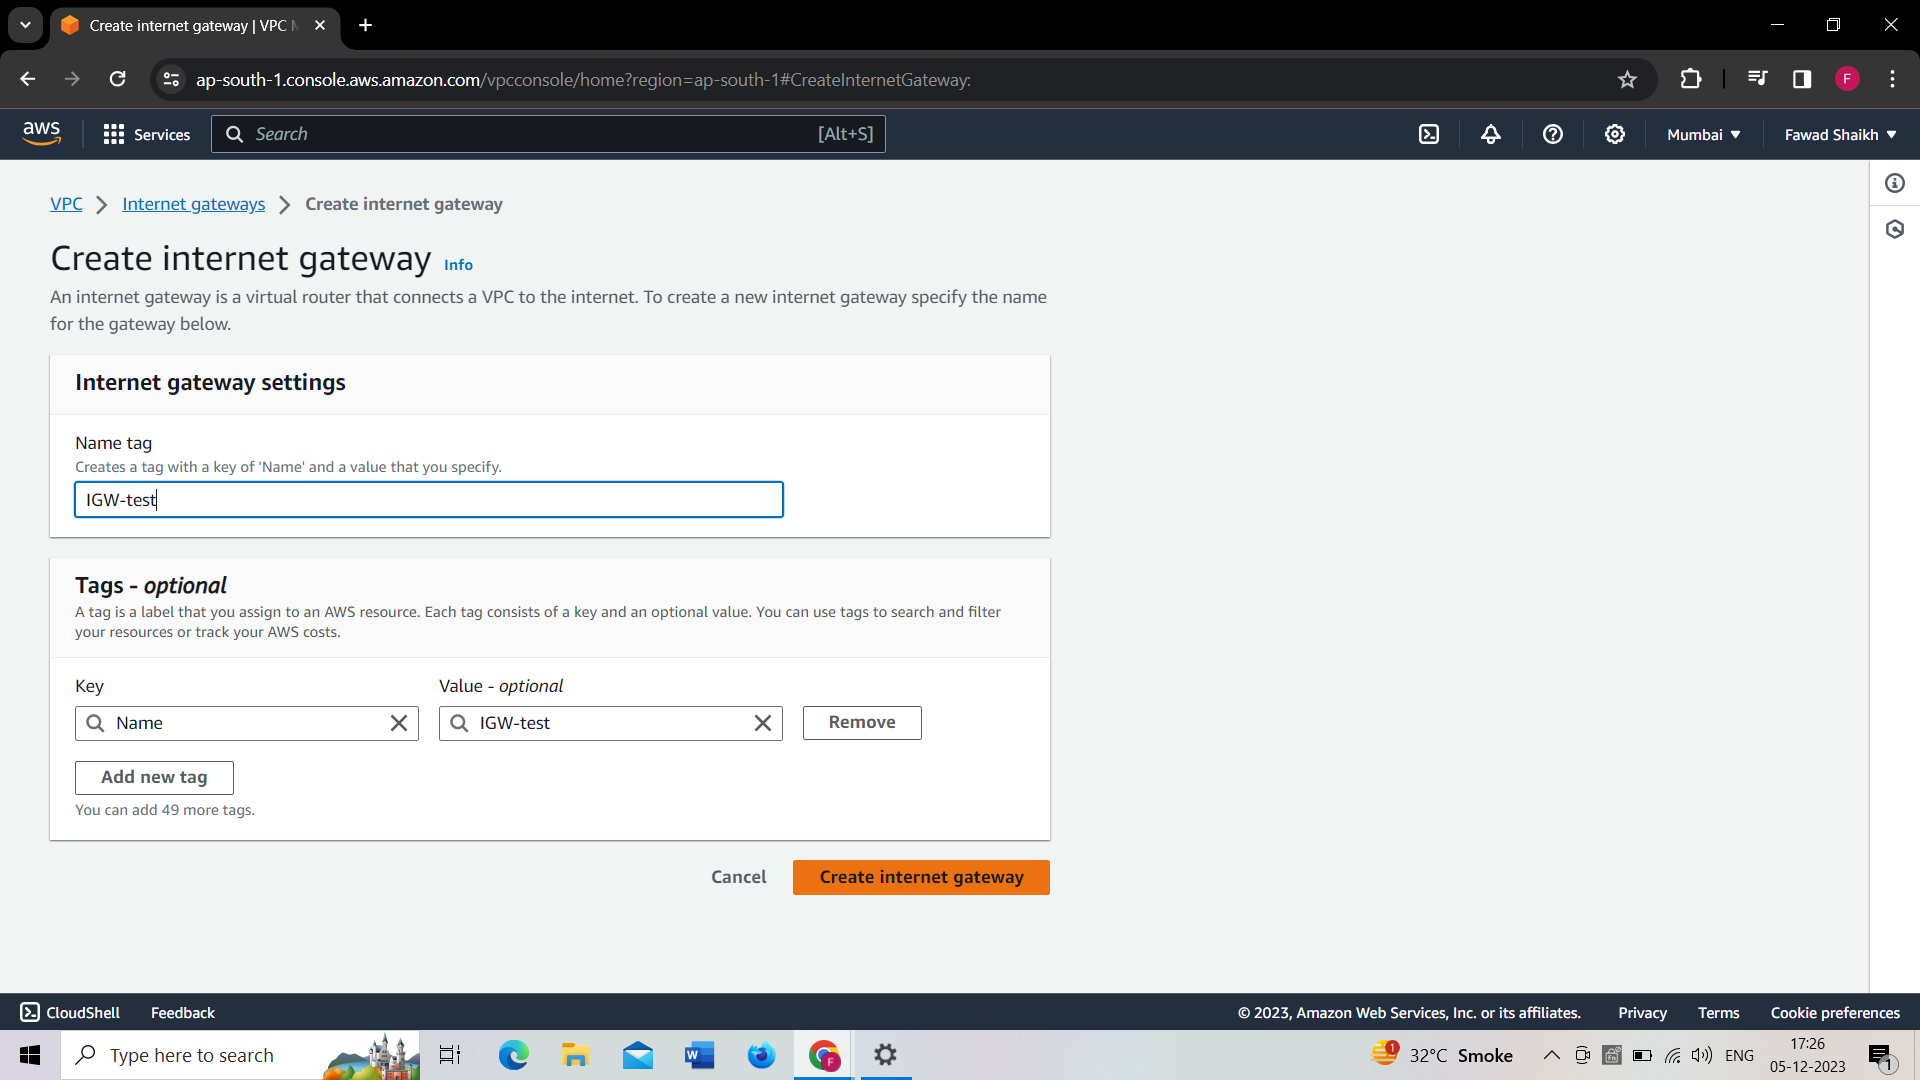 Create internet gateway | VPC M
ap-south-1.console.aws.amazon.com/vpcconsole/home?region=ap-south-1#CreateInternetGateway:
F
aws
Services
Search
[Alt+S]
Mumbai
Fawad Shaikh
VPC
Internet gateways
Create internet gateway
Create internet gateway Info
An internet gateway is a virtual router that connects a VPC to the internet. To create a new internet gateway specify the name
for the gateway below.
Internet gateway settings
Name tag
Creates a tag with a key of 'Name' and a value that you specify.
IGW-test
Tags - optional
A tag is a label that you assign to an AWS resource. Each tag consists of a key and an optional value. You can use tags to search and filter
your resources or track your AWS costs.
Key
Value - optional
Name
IGW-test
Remove
Add new tag
You can add 49 more tags.
Cancel
Create internet gateway
CloudShell
Feedback
© 2023, Amazon Web Services, Inc. or its affiliates.
Privacy
Terms
Cookie preferences
Type here to search
F
1
32°C Smoke
ENG
17:26
05-12-2023
1